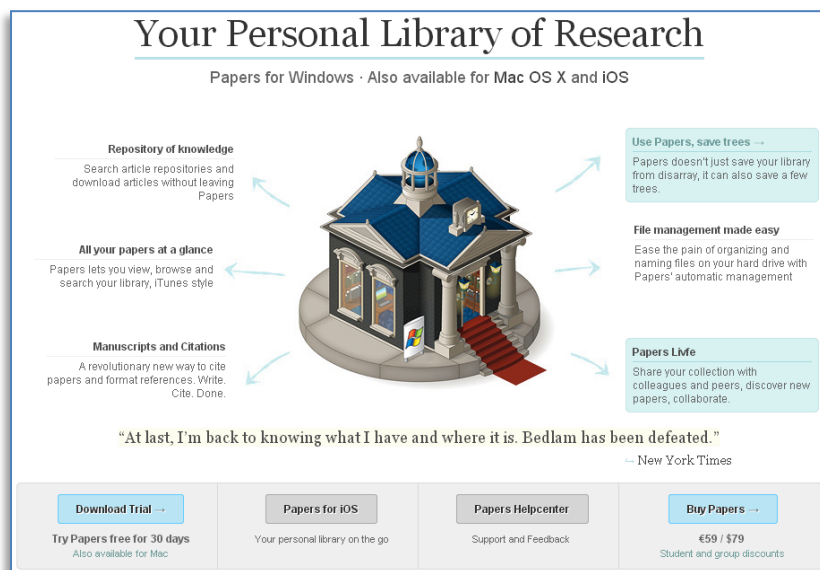 Your Personal Library of Research
Papers for Windows · Also available for Mac OS X and iOS
Repository of knowledge
Search article repositories and
download articles without leaving
Papers
All your papers at a glance
Papers lets you view, browse and
search your library, iTunes style
Manuscripts and Citations
A revolutionary new way to cite
papers and format references. Write.
Cite. Done.
Use Papers, save trees →
Papers doesn't just save your library
from disarray, it can also save a few
trees.
File management made easy
Ease the pain of organizing and
naming files on your hard drive with
Papers' automatic management
Papers Livfe
Share your collection with
colleagues and peers, discover new
papers, collaborate.
“At last, I'm back to knowing what I have and where it is. Bedlam has been defeated.”
— New York Times
Download Trial →
Try Papers free for 30 days
Also available for Mac
Papers for iOS
Your personal library on the go
Papers Helpcenter
Support and Feedback
Buy Papers →
€59 / $79
Student and group discounts